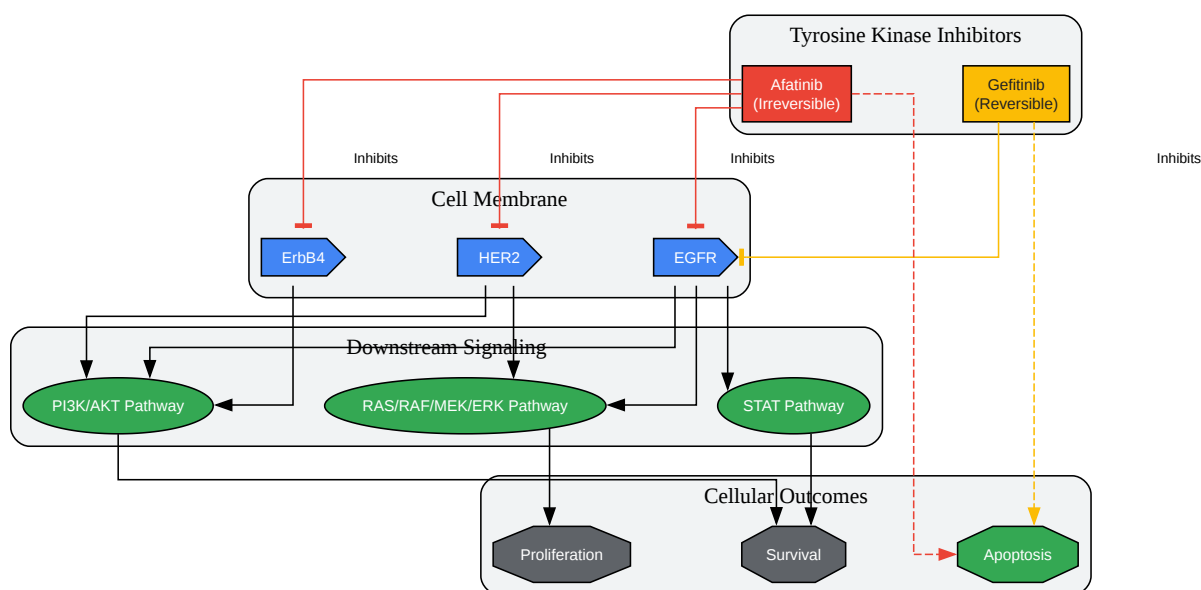 Tyrosine Kinase Inhibitors
Afatinib
(Irreversible)
Gefitinib
(Reversible)
Inhibits
Inhibits
Inhibits
Inhibits
Cell Membrane
ErbB4
HER2
EGFR
Downstream Signaling
PI3K/AKT Pathway
RAS/RAF/MEK/ERK Pathway
STAT Pathway
Cellular Outcomes
Proliferation
Survival
Apoptosis